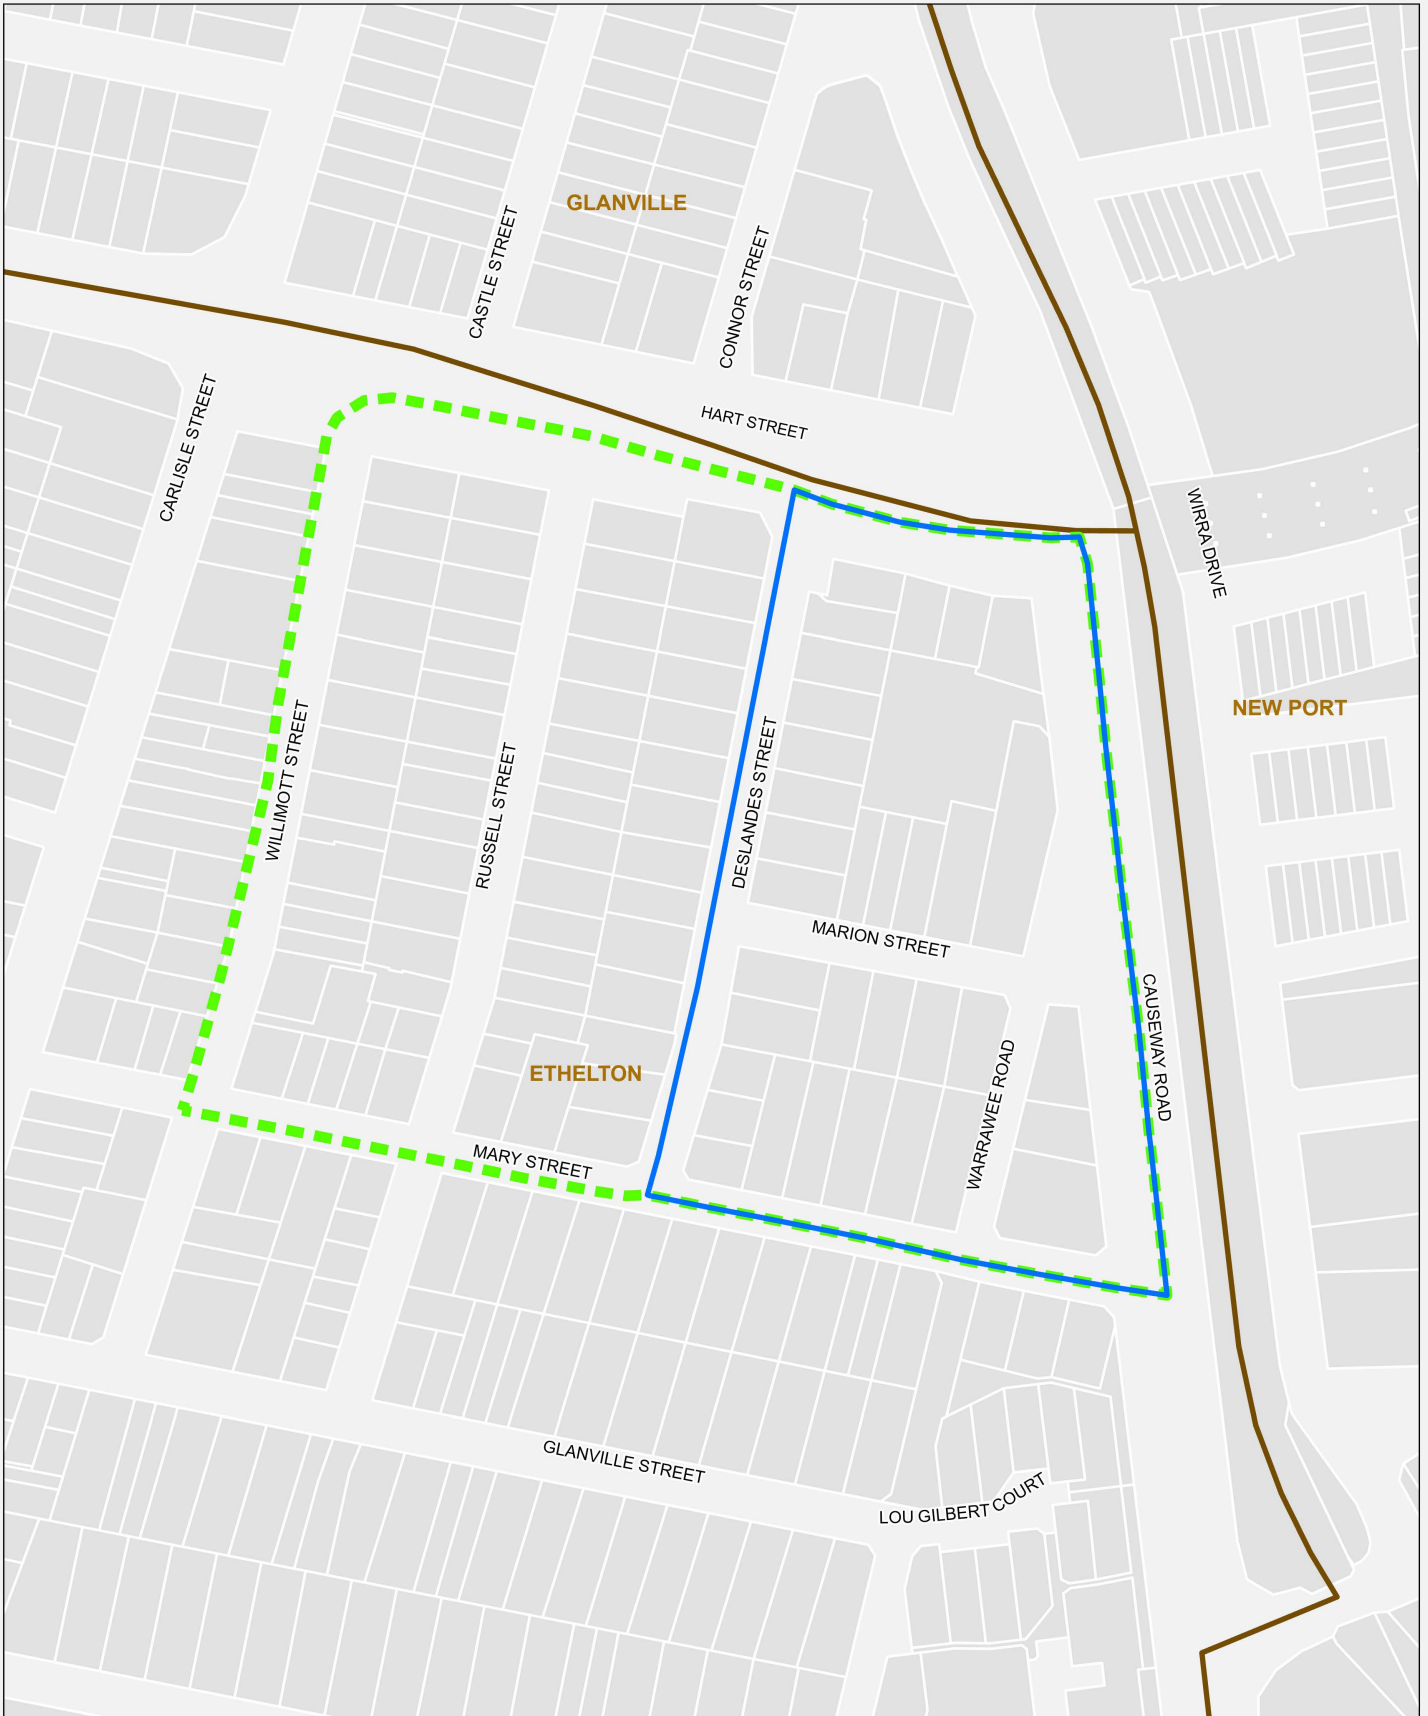 GLANVILLE
CASTLE STREET
CONNOR STREET
CARLISLE STREET
HART STREET
WIRRA DRIVE
NEW PORT
WILLIMOTT STREET
RUSSELL STREET
DESLANDES STREET
MARION STREET
CAUSEWAY ROAD
WARRAWEE ROAD
ETHELTON
MARY STREET
GLANVILLE STREET
LOU GILBERT COURT